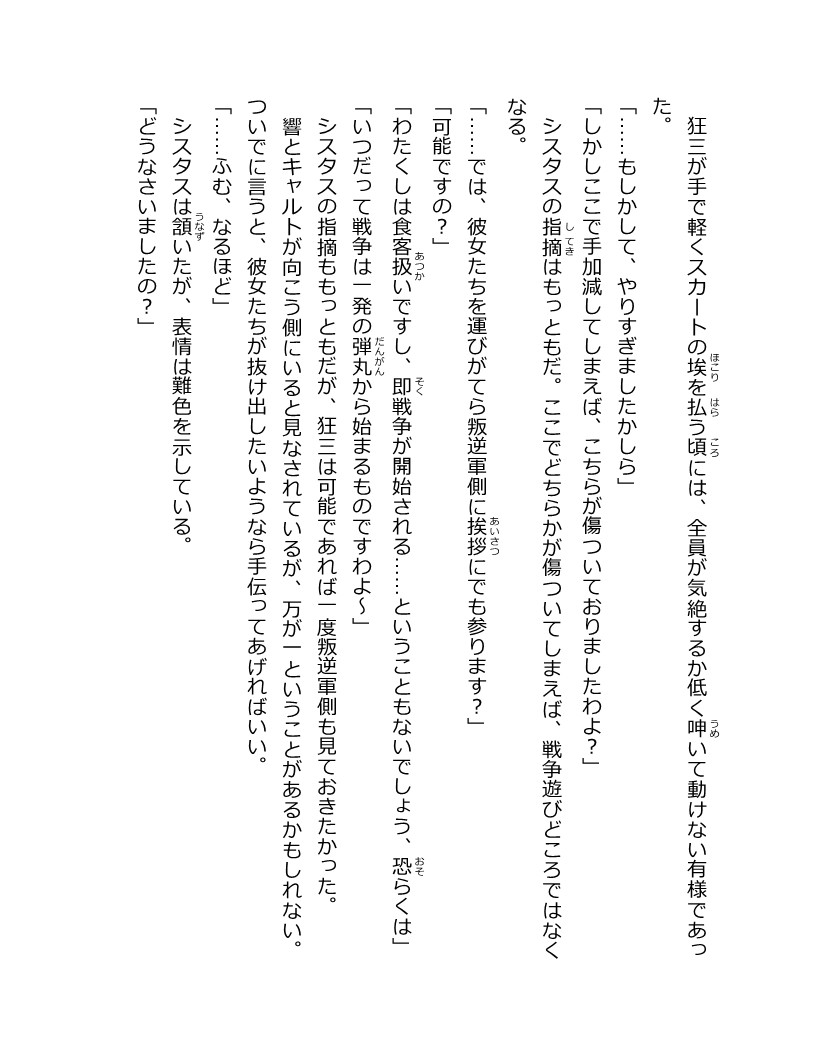 狂三が手で軽くスカートの埃を払う頃には、全員が気絶するか低く呻いて動けない有様であっ
た。
「……もしかして、やりすぎましたかしら」
「しかしここで手加減してしまえば、こちらが傷ついておりましたわよ？」
　シスタスの指摘はもっともだ。ここでどちらかが傷ついてしまえば、戦争遊びどころではなく
なる。
「……では、彼女たちを運びがてら叛逆軍側に挨拶にでも参ります？」
「可能ですの？」
「わたくしは食客扱いですし、即戦争が開始される……ということもないでしょう、恐らくは」
「いつだって戦争は一発の弾丸から始まるものですわよ～」
　シスタスの指摘ももっともだが、狂三は可能であれば一度叛逆軍側も見ておきたかった。
　響とキャルトが向こう側にいると見なされているが、万が一ということがあるかもしれない。
ついでに言うと、彼女たちが抜け出したいようなら手伝ってあげればいい。
「……ふむ、なるほど」
　シスタスは頷いたが、表情は難色を示している。
「どうなさいましたの？」